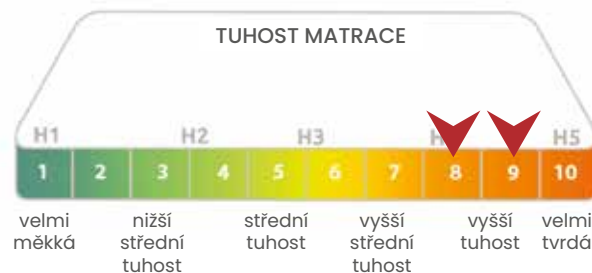 TUHOST MATRACE
H1 H2 H3 H5
1 2 3 4 5 6 7 8 9 10
velmi měkká
nižší střední tuhost
střední tuhost
vyšší střední tuhost
vyšší tuhost
velmi tvrdá